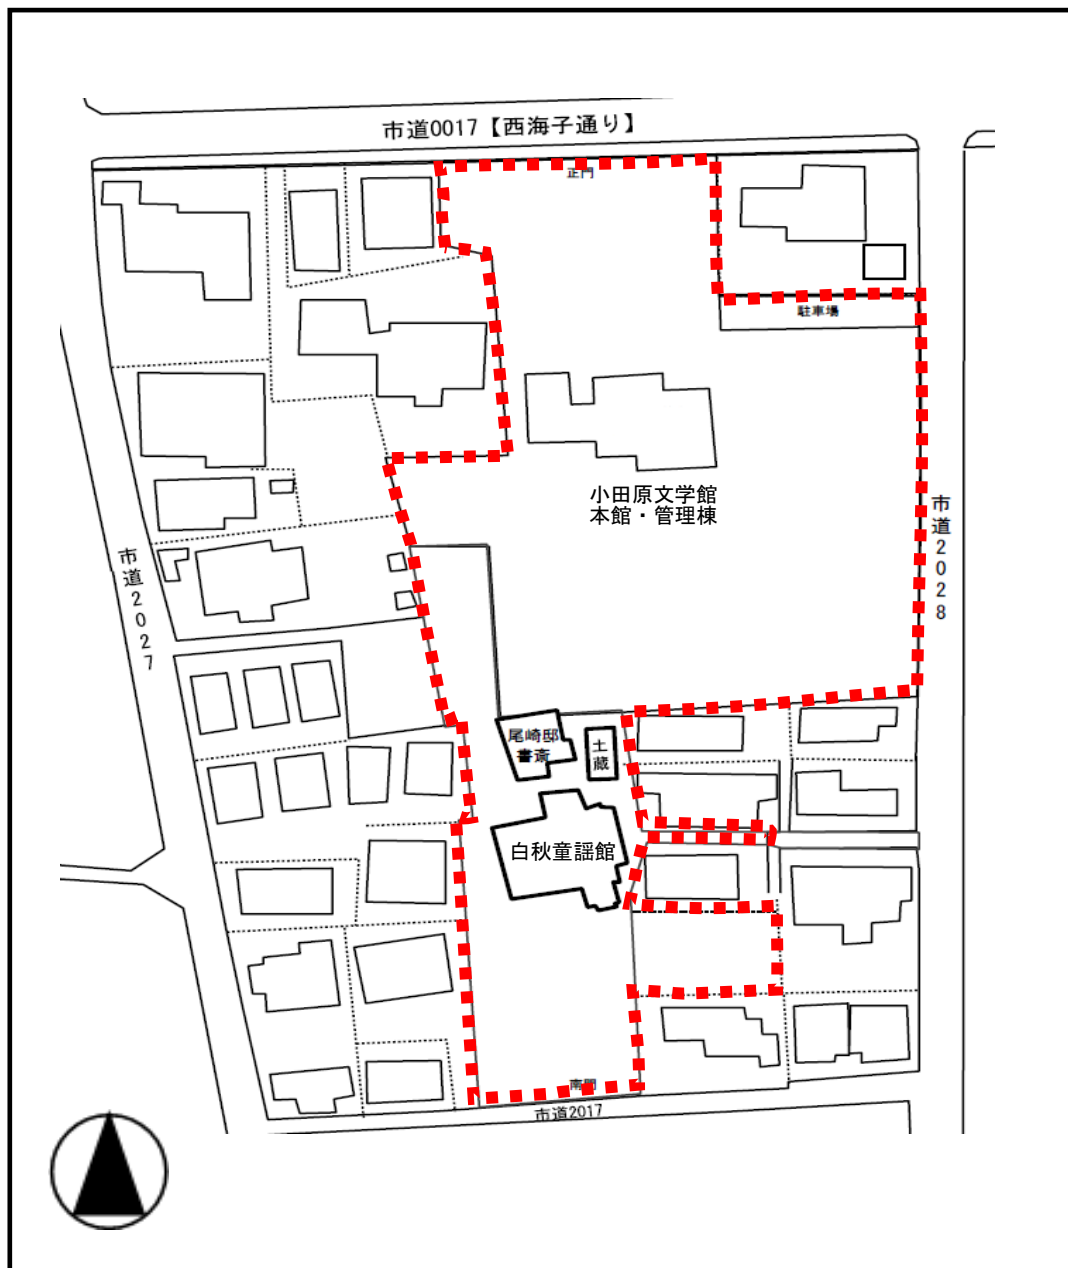 市道0017【西海子通り】
正門
駐車場
小田原文学館
本館・管理棟
市道2028
市道2027
尾崎邸
書斎
土蔵
白秋童謡館
南門
市道2017